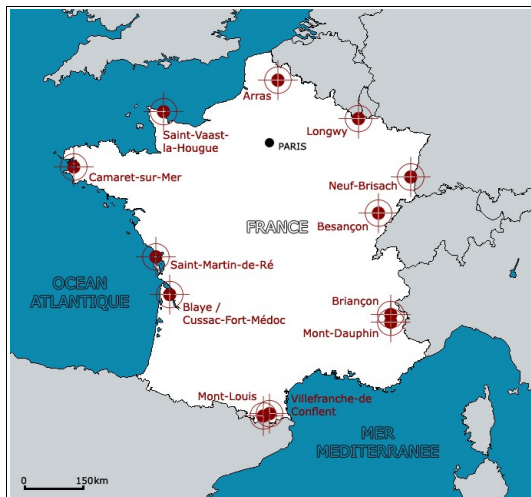 Arras
Longwy
Saint-Vaast-
la-Hougue
PARIS
Camaret-sur-Mer
Neuf-Brisach
FRANCE
Besançon
Saint-Martin-de-Ré
OCEAN
ATLANTIQUE
Blaye /
Cussac-Fort-Médoc
Briançon
Mont-Dauphin
Mont-Louis
Villefranche-de
Conflent
MER
MEDITERRANEE
0 150km